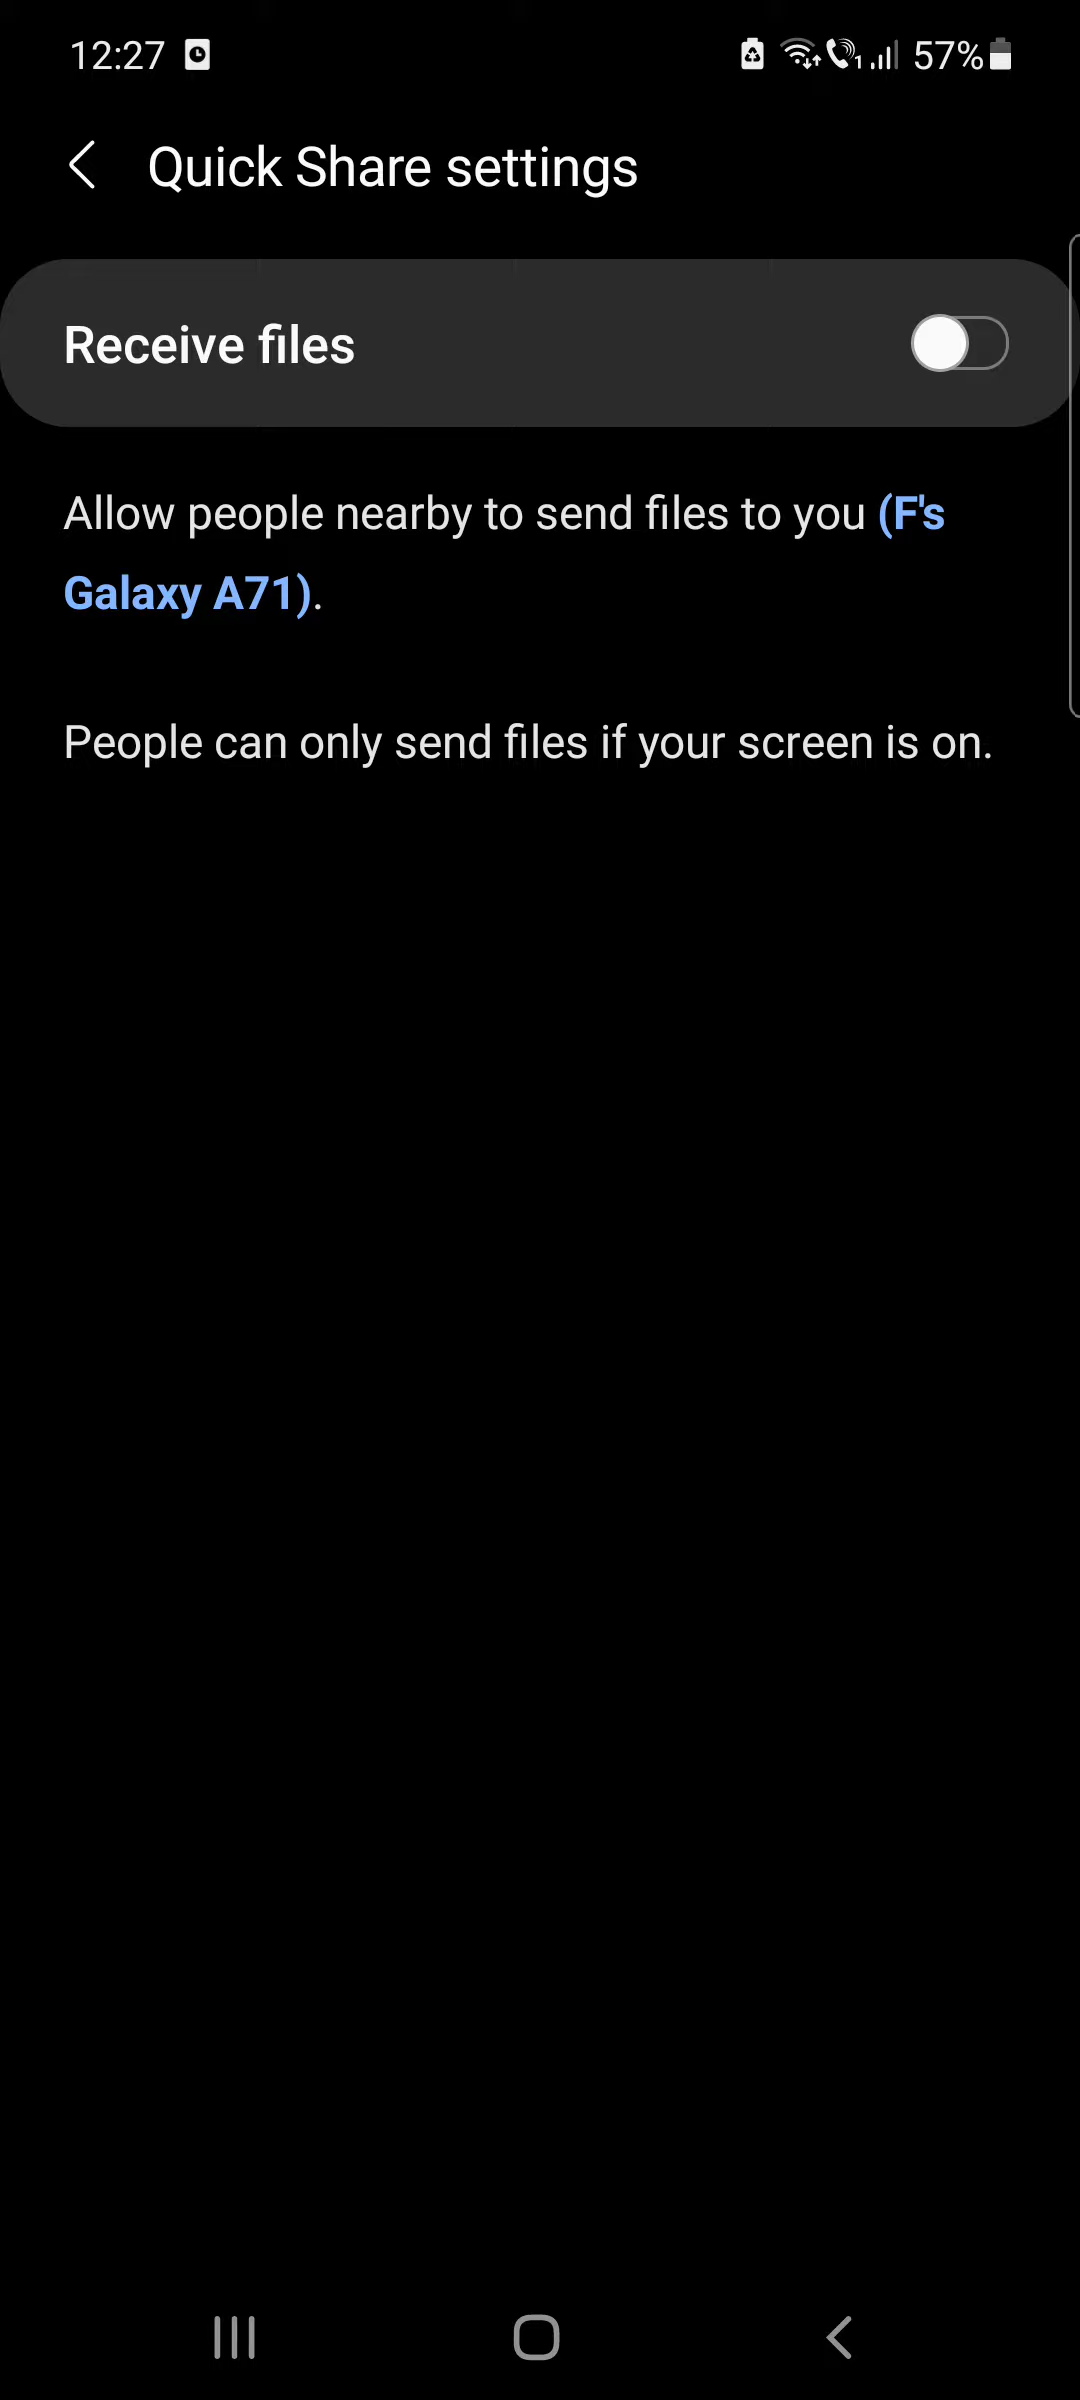 12:27 1 57%
Quick Share settings
Receive files
Allow people nearby to send files to you (F's
Galaxy A71).
People can only send files if your screen is on.